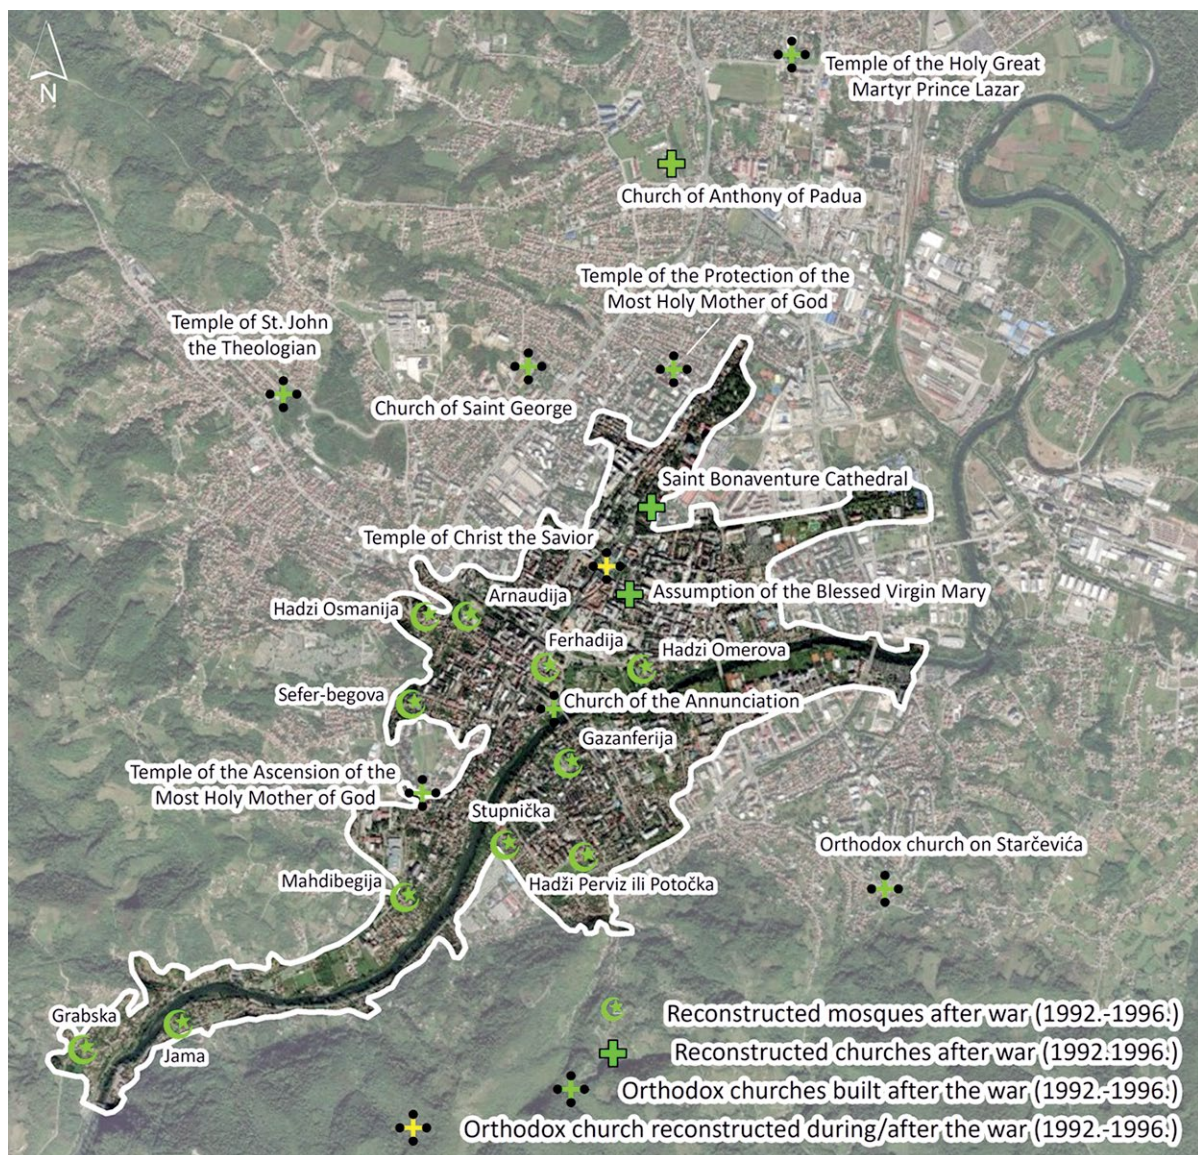 N
Temple of the Holy Great
Martyr Prince Lazar
Church of Anthony of Padua
Temple of the Protection of the
Most Holy Mother of God
Temple of St. John
the Theologian
Church of Saint George
Saint Bonaventure Cathedral
Temple of Christ the Savior
Assumption of the Blessed Virgin Mary
Hadzi Osmanija
Arnaudija
Ferhadija
Hadzi Omerova
Sefer-begova
Church of the Annunciation
Gazanferija
Temple of the Ascension of the
Most Holy Mother of God
Stupnička
Orthodox church on Starčevića
Mahdibegija
Hadži Perviz ili Potočka
Grabska
Jama
Reconstructed mosques after war (1992.-1996.)
Reconstructed churches after war (1992.1996.)
Orthodox churches built after the war (1992.-1996.)
Orthodox church reconstructed during/after the war (1992.-1996.)